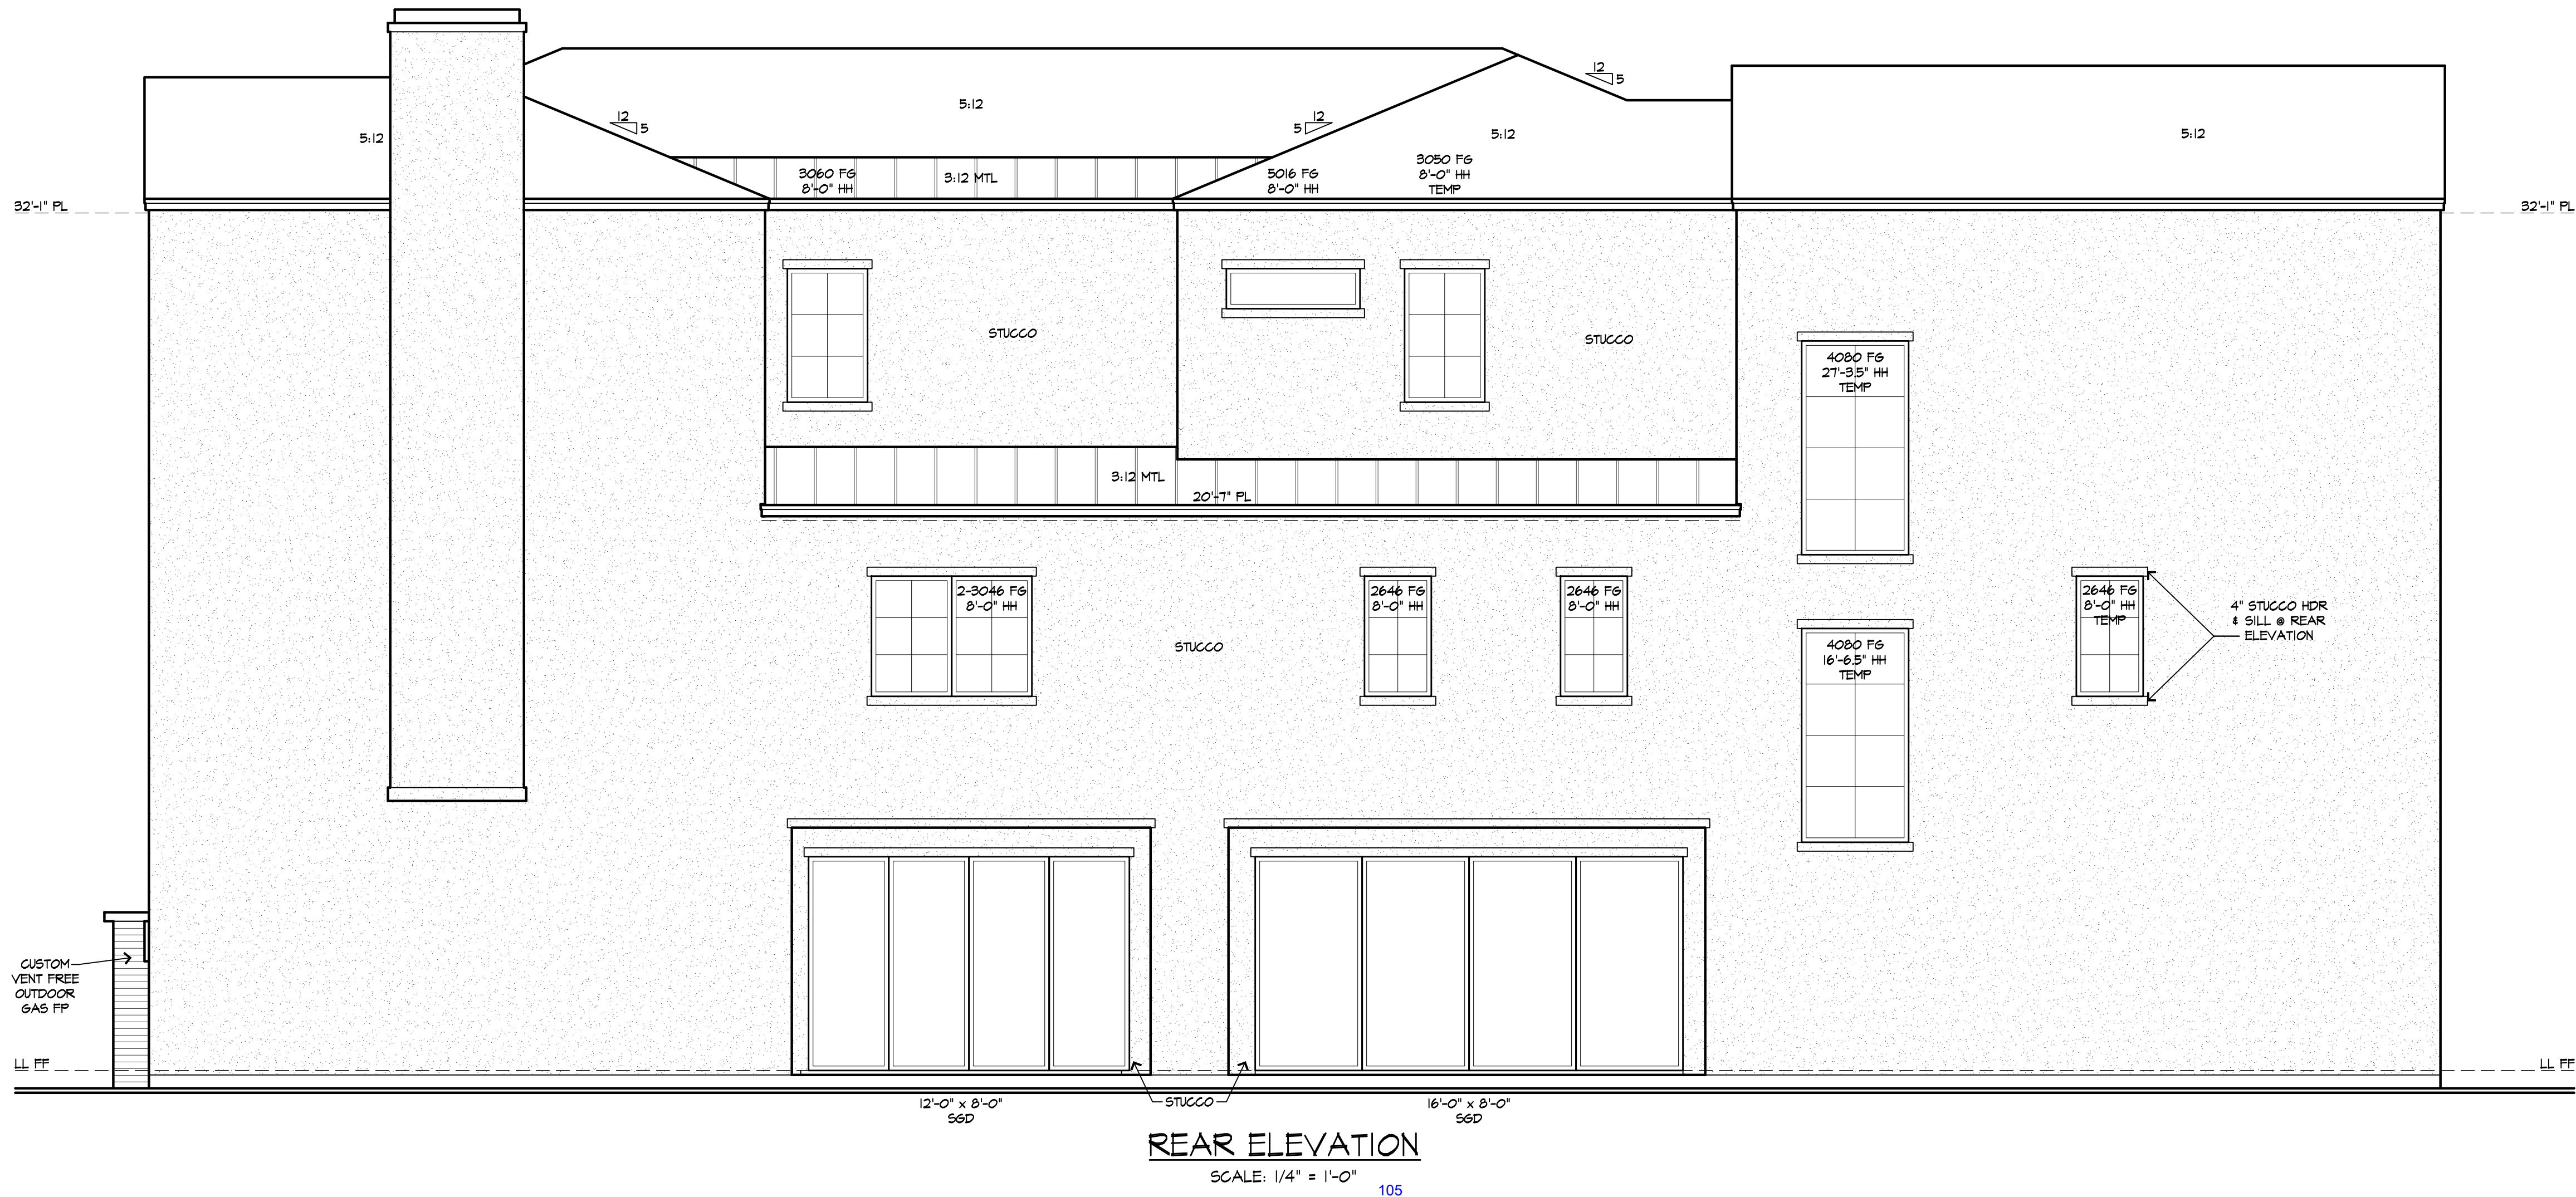 12
5
5:12
12
5
12
5
5:12
5:12
5:12
3060 FG
8'-0" HH
3:12 MTL
5016 FG
8'-0" HH
3050 FG
8'-0" HH
TEMP
32'-1" PL
32'-1" PL
STUCCO
STUCCO
4080 FG
27'-3.5" HH
TEMP
3:12 MTL
20'-7" PL
2-3046 FG
8'-0" HH
2646 FG
8'-0" HH
2646 FG
8'-0" HH
2646 FG
8'-0" HH
TEMP
4" STUCCO HDR
& SILL @ REAR
ELEVATION
STUCCO
4080 FG
16'-6.5" HH
TEMP
CUSTOM
VENT FREE
OUTDOOR
GAS FP
LL FF
LL FF
12'-0" x 8'-0"
SGD
STUCCO
16'-0" x 8'-0"
SGD
REAR ELEVATION
SCALE: 1/4" = 1'-0"
105